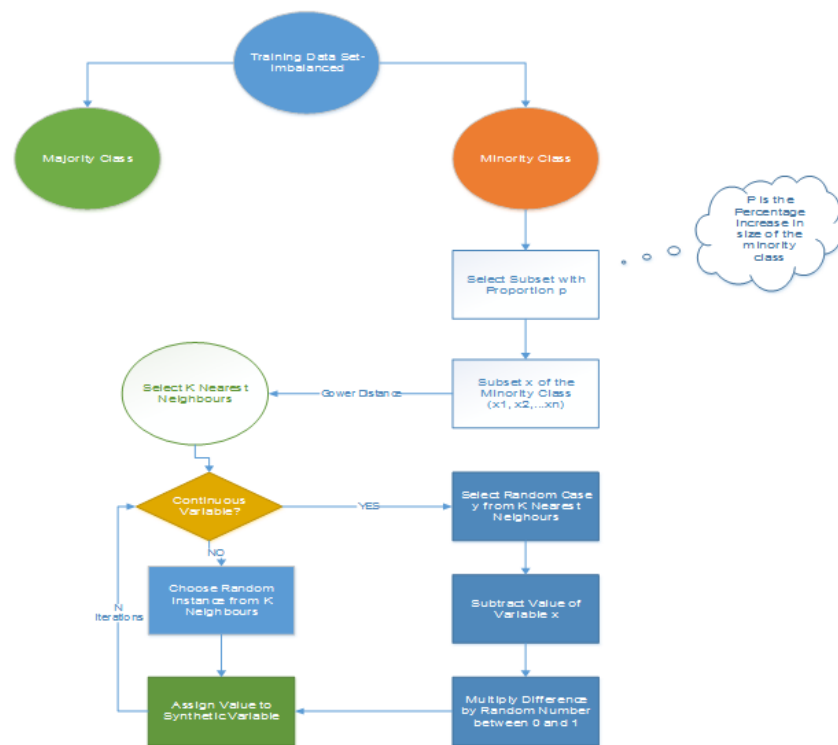 Training Data Set-
Imbalanced
Majority Class
Minority Class
P is the
Percentage
Increase in
size of the
minority
class
Select Subset with
Proportion p
Select K Nearest
Neighbours
Gower Distance
Subset x of the
Minority Class
(x1, x2,...xn)
Continuous
Variable?
YES
Select Random Case
y from K Nearest
Neighours
NO
Choose Random
Instance from K
Neighbours
N
Iterations
Subtract Value of
Variable x
Assign Value to
Synthetic Variable
Multiply Difference
by Random Number
between 0 and 1